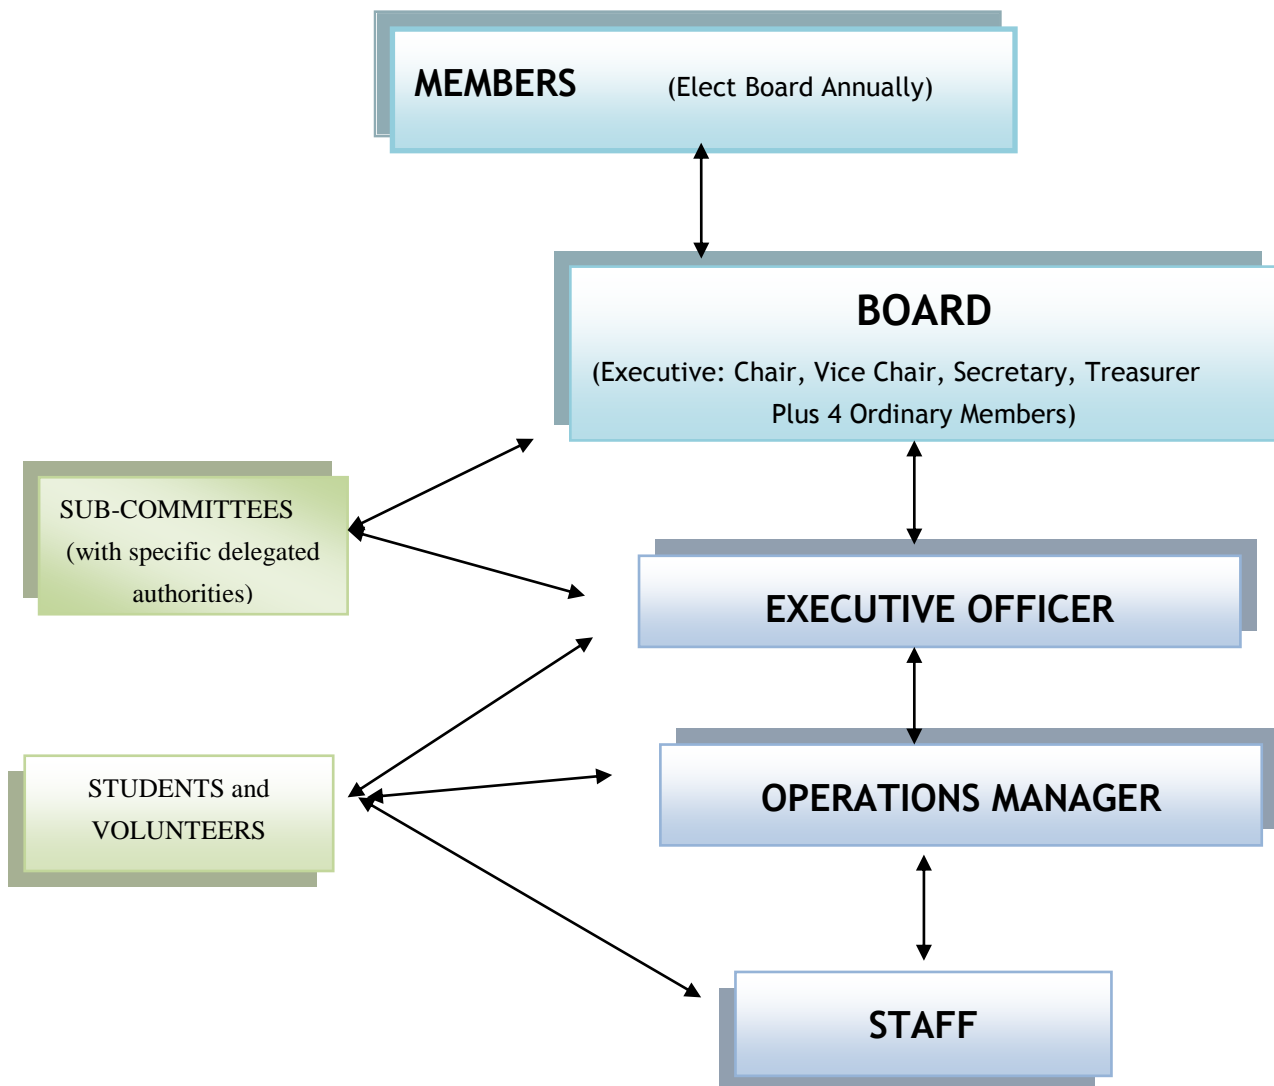 MEMBERS (Elect Board Annually)
BOARD
(Executive: Chair, Vice Chair, Secretary, Treasurer
Plus 4 Ordinary Members)
SUB-COMMITTEES
(with specific delegated
authorities)
EXECUTIVE OFFICER
STUDENTS and
VOLUNTEERS
OPERATIONS MANAGER
STAFF